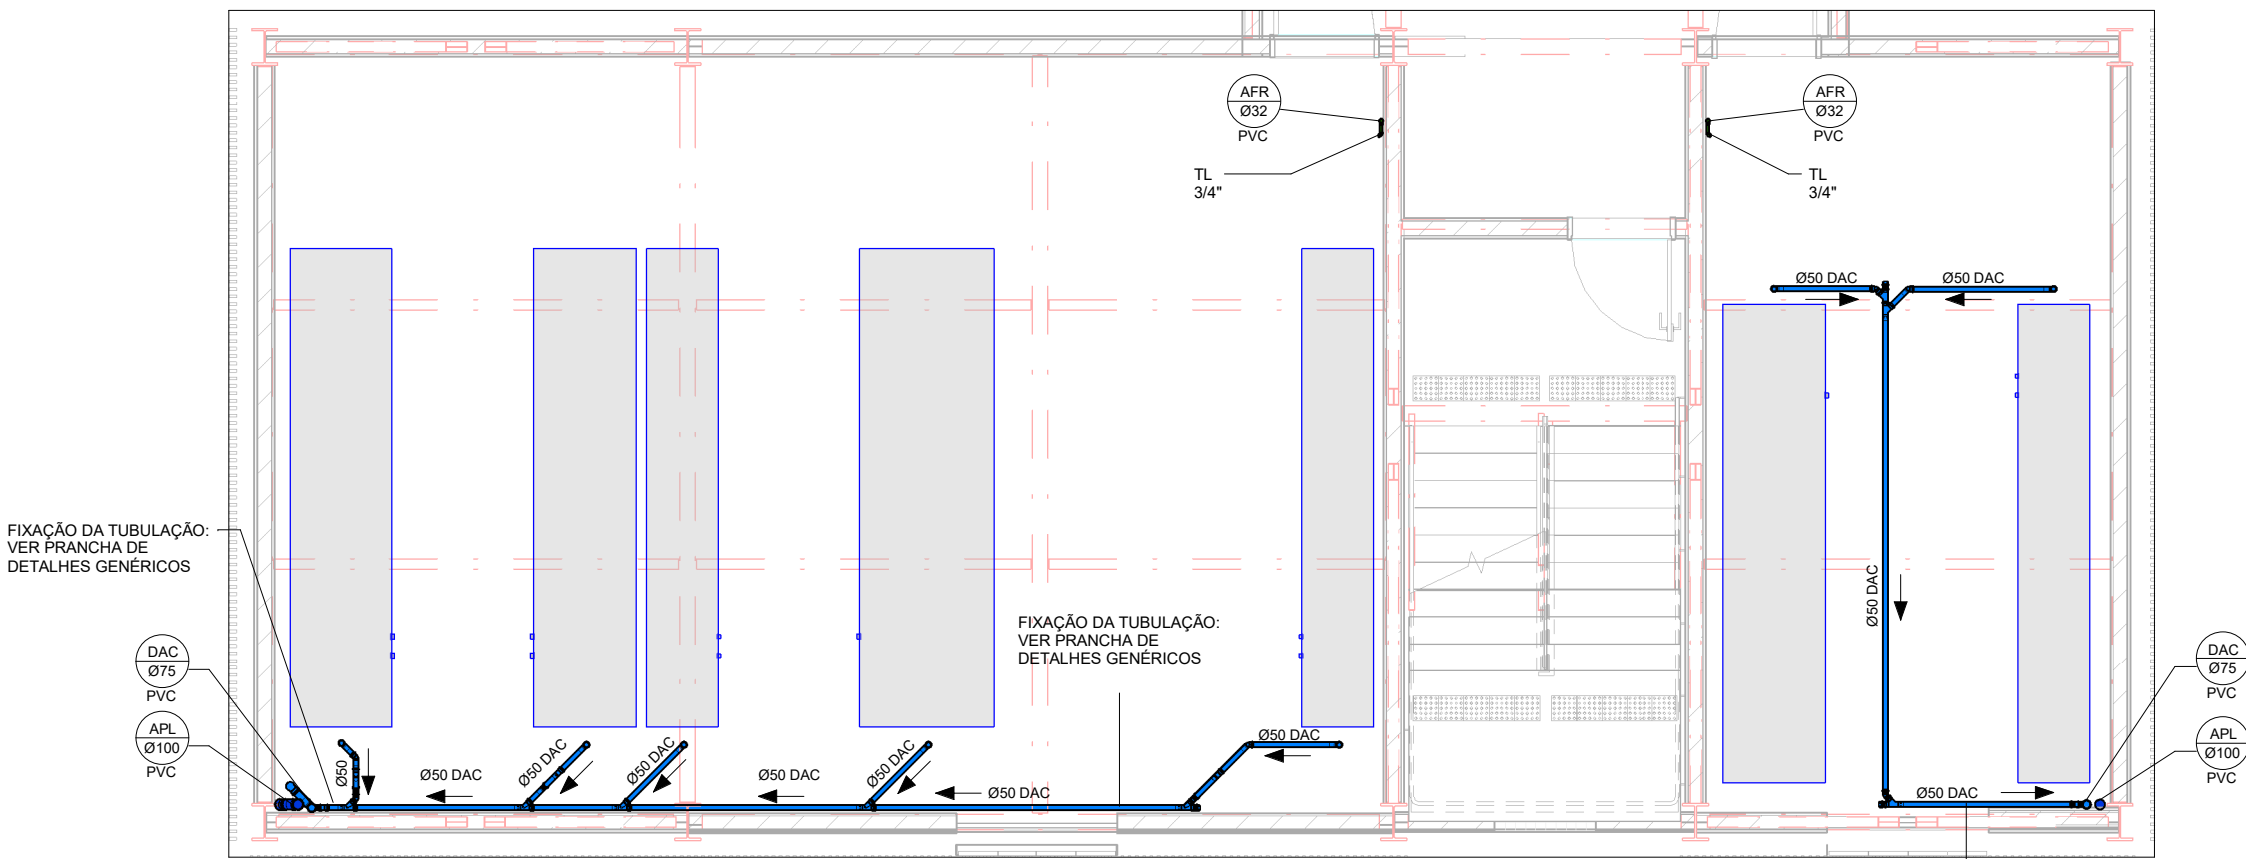 AFR
Ø32
PVC
TL
3/4"
AFR
Ø32
PVC
TL
3/4"
Ø50 DAC
Ø50 DAC
Ø50 DAC
FIXAÇÃO DA TUBULAÇÃO:
VER PRANCHA DE
DETALHES GENÉRICOS
FIXAÇÃO DA TUBULAÇÃO:
VER PRANCHA DE
DETALHES GENÉRICOS
DAC
Ø75
PVC
APL
Ø100
PVC
Ø50
Ø50 DAC
Ø50 DAC
Ø50 DAC
Ø50 DAC
Ø50 DAC
Ø50 DAC
Ø50 DAC
Ø50 DAC
DAC
Ø75
PVC
APL
Ø100
PVC